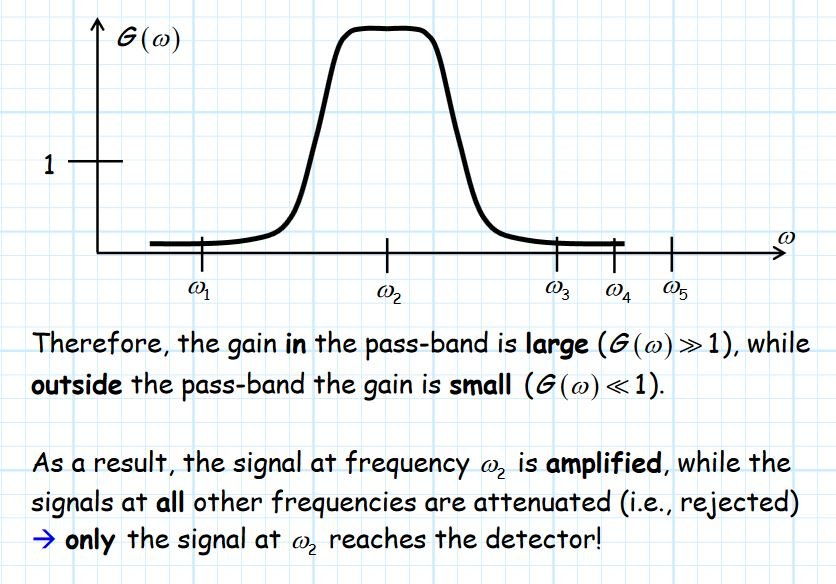 G(ω)
1
ω
ω₁ ω₂ ω₃ ω₄ ω₅
Therefore, the gain in the pass-band is large (G(ω) ≫ 1), while
outside the pass-band the gain is small (G(ω) ≪ 1).
As a result, the signal at frequency ω₂ is amplified, while the
signals at all other frequencies are attenuated (i.e., rejected)
→ only the signal at ω₂ reaches the detector!